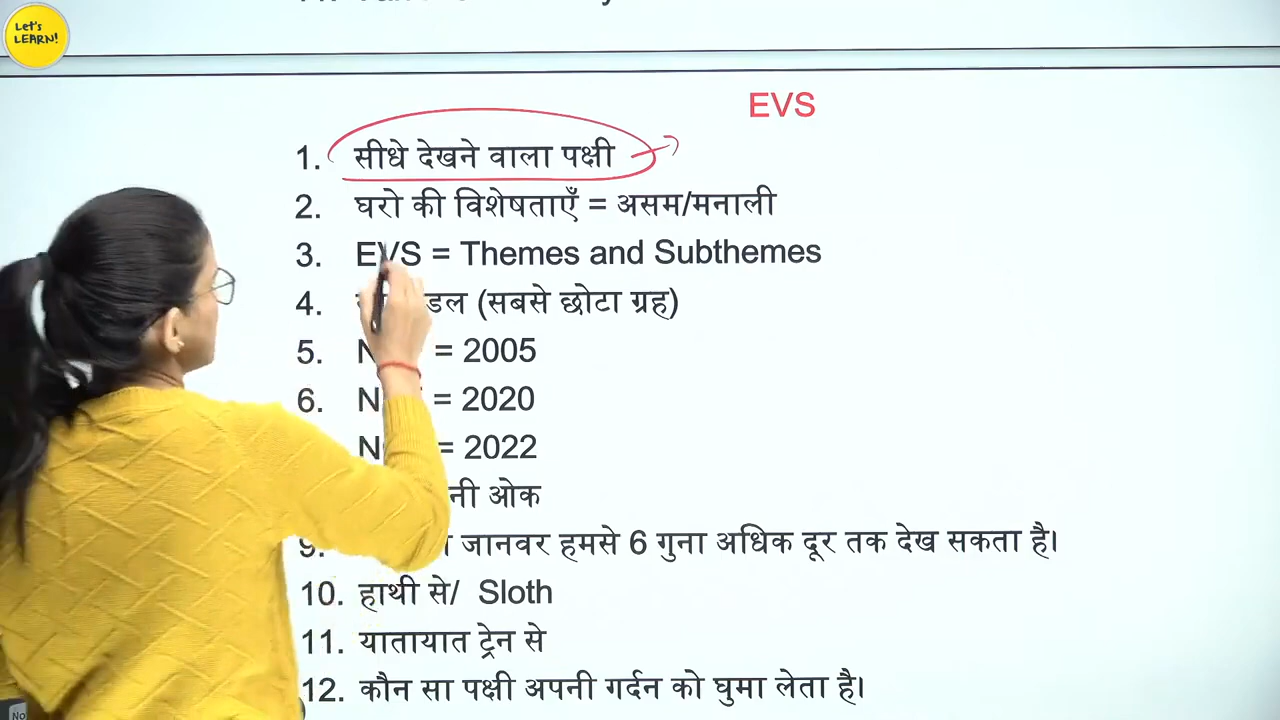 Let's
LEARN!
EVS
1. सीधे देखने वाला पक्षी
2. घरो की विशेषताएँ = असम/मनाली
3. EVS = Themes and Subthemes
4. (सबसे छोटा ग्रह)
5. = 2005
6. = 2020
= 2022
ओक
9. जानवर हमसे 6 गुना अधिक दूर तक देख सकता है।
10. हाथी से/ Sloth
11. यातायात ट्रेन से
12. कौन सा पक्षी अपनी गर्दन को घुमा लेता है।
No